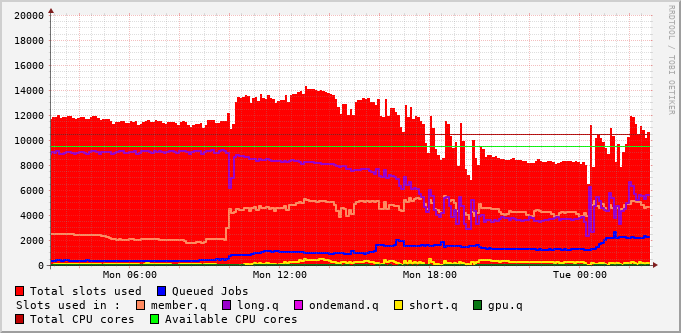 RRDTOOL / TOBI OETIKER
20000
18000
16000
14000
12000
10000
8000
6000
4000
2000
0
Mon 06:00 Mon 12:00 Mon 18:00 Tue 00:00
Total slots used Queued Jobs
Slots used in : member.q long.q ondemand.q short.q gpu.q
Total CPU cores Available CPU cores